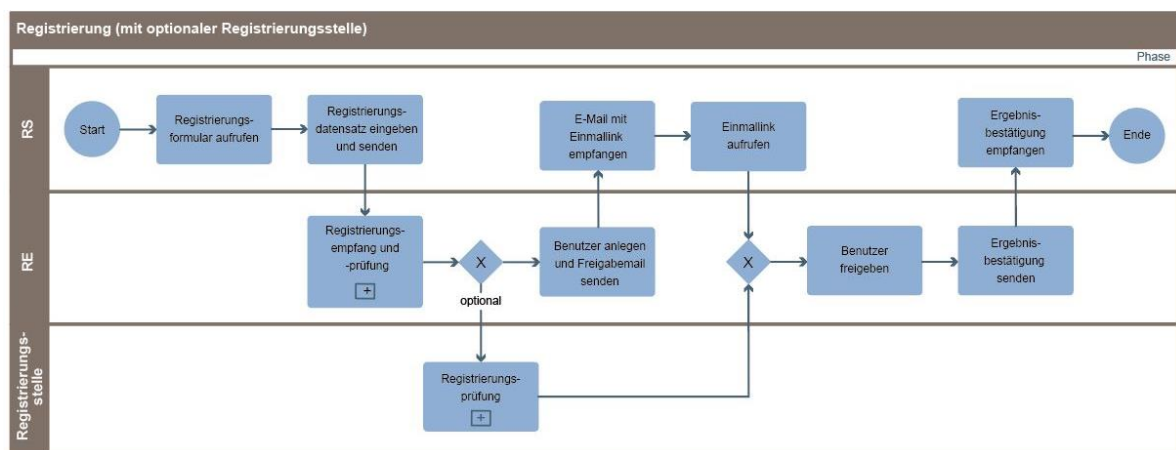 Registrierung (mit optionaler Registrierungsstelle)
Phase
RS
Start
Registrierungs-
formular aufrufen
Registrierungs-
datensatz eingeben
und senden
E-Mail mit
Einmallink
empfangen
Einmallink
aufrufen
Ergebnis-
bestätigung
empfangen
Ende
RE
Registrierungs-
empfang und
-prüfung
+
X
optional
Benutzer anlegen
und Freigabemail
senden
X
Benutzer
freigeben
Ergebnis-
bestätigung
senden
Registrierungs-
stelle
Registrierungs-
prüfung
+